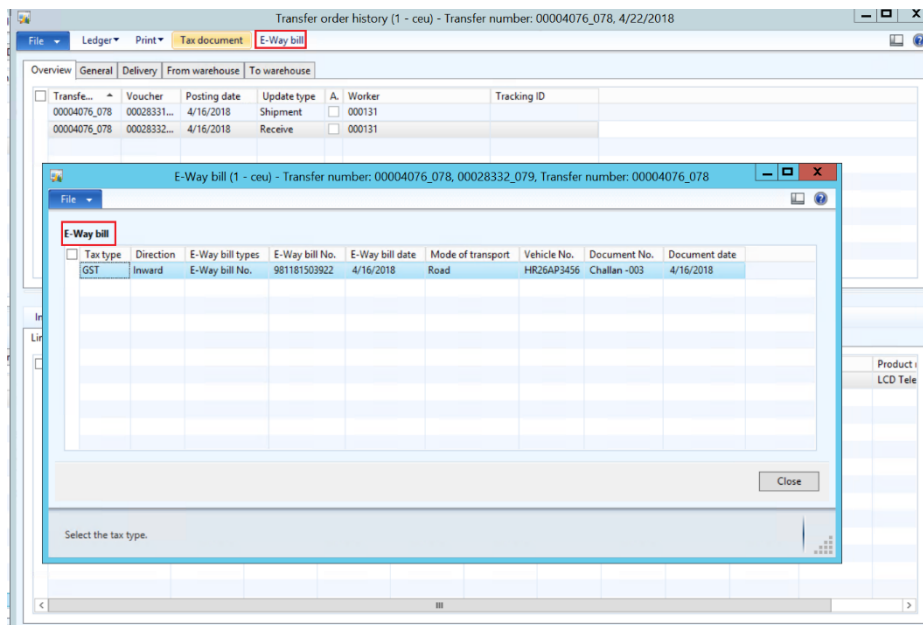 Transfer order history (1 - ceu) - Transfer number: 00004076_078, 4/22/2018
File Ledger Print Tax document E-Way bill
Overview General Delivery From warehouse To warehouse
Transfe... Voucher Posting date Update type A. Worker Tracking ID
00004076_078 00028331... 4/16/2018 Shipment 000131
00004076_078 00028332... 4/16/2018 Receive 000131
E-Way bill (1 - ceu) - Transfer number: 00004076_078, 00028332_079, Transfer number: 00004076_078
File
E-Way bill
Tax type Direction E-Way bill types E-Way bill No. E-Way bill date Mode of transport Vehicle No. Document No. Document date
GST Inward E-Way bill No. 981181503922 4/16/2018 Road HR26AP3456 Challan -003 4/16/2018
In
Lir
Product
LCD Tele
Close
Select the tax type.